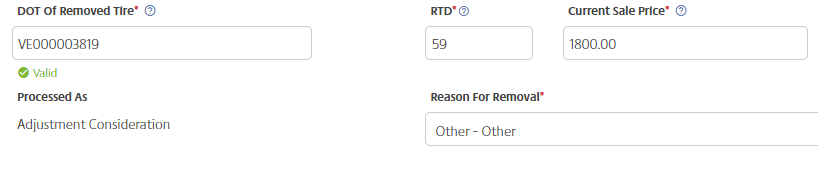 DOT Of Removed Tire*
RTD*
Current Sale Price*
VE000003819
59
1800.00
Valid
Processed As
Reason For Removal*
Adjustment Consideration
Other - Other